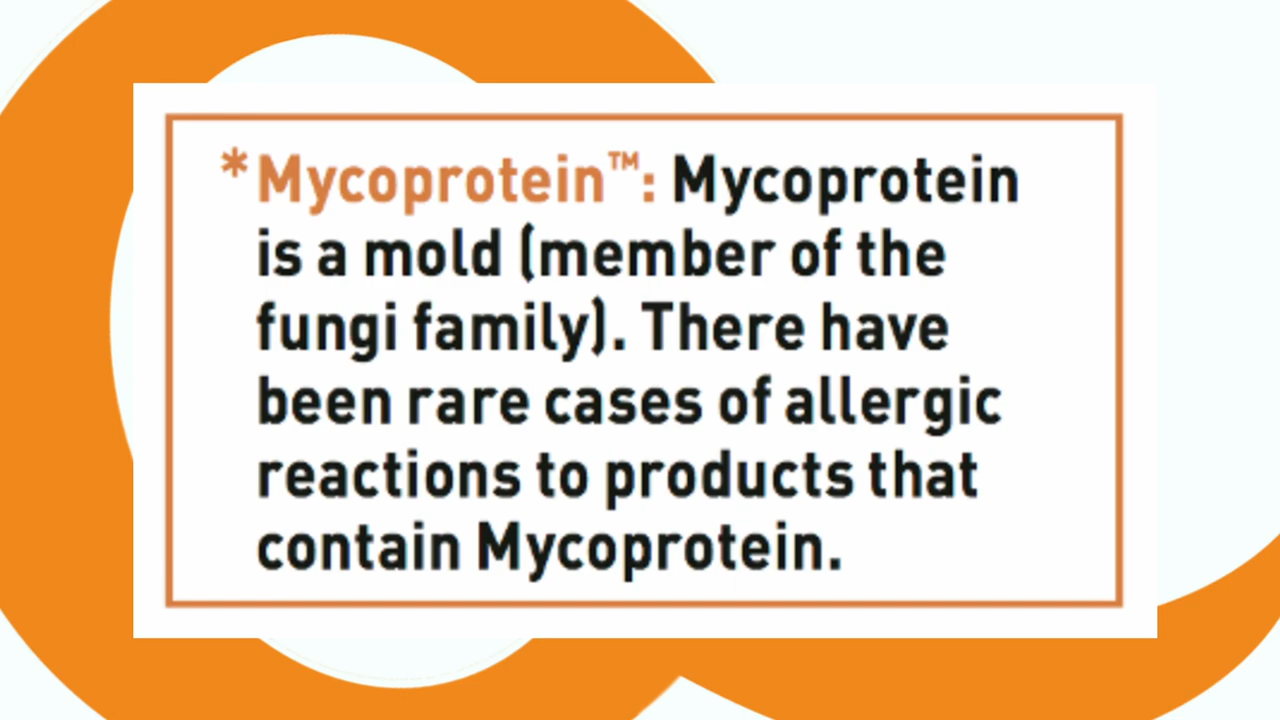 *Mycoprotein™: Mycoprotein
is a mold (member of the
fungi family). There have
been rare cases of allergic
reactions to products that
contain Mycoprotein.